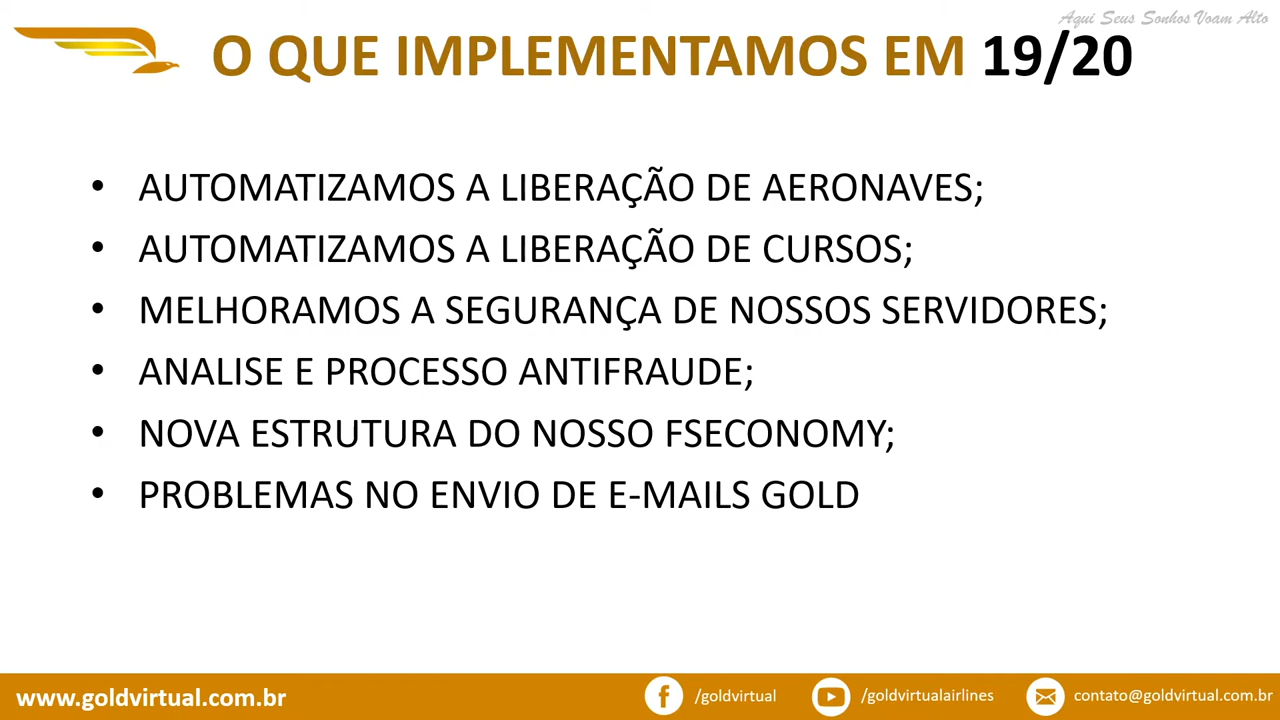 Aqui Seus Sonhos Voam Alto
O QUE IMPLEMENTAMOS EM 19/20
• AUTOMATIZAMOS A LIBERAÇÃO DE AERONAVES;
• AUTOMATIZAMOS A LIBERAÇÃO DE CURSOS;
• MELHORAMOS A SEGURANÇA DE NOSSOS SERVIDORES;
• ANALISE E PROCESSO ANTIFRAUDE;
• NOVA ESTRUTURA DO NOSSO FSECONOMY;
• PROBLEMAS NO ENVIO DE E-MAILS GOLD
www.goldvirtual.com.br /goldvirtual /goldvirtualairlines contato@goldvirtual.com.br